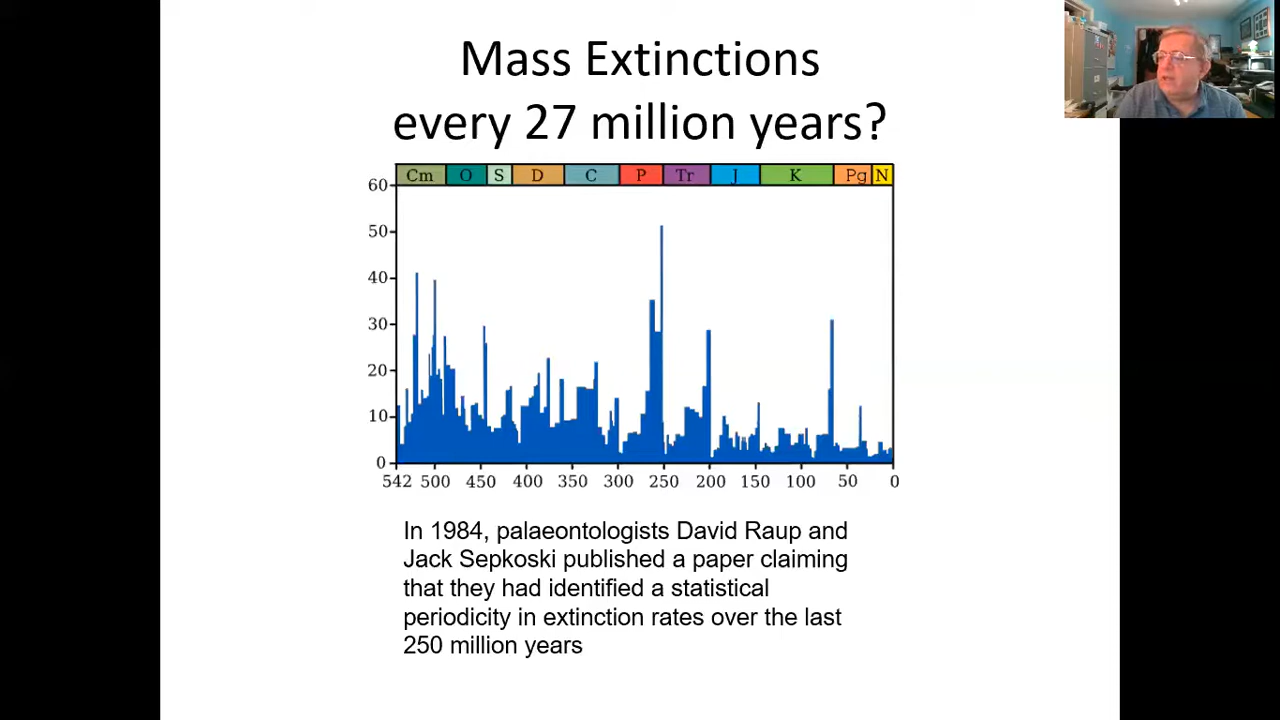 Mass Extinctions
every 27 million years?
Cm O S D C P Tr J K Pg N
60
50
40
30
20
10
0
542 500 450 400 350 300 250 200 150 100 50 0
In 1984, palaeontologists David Raup and
Jack Sepkoski published a paper claiming
that they had identified a statistical
periodicity in extinction rates over the last
250 million years